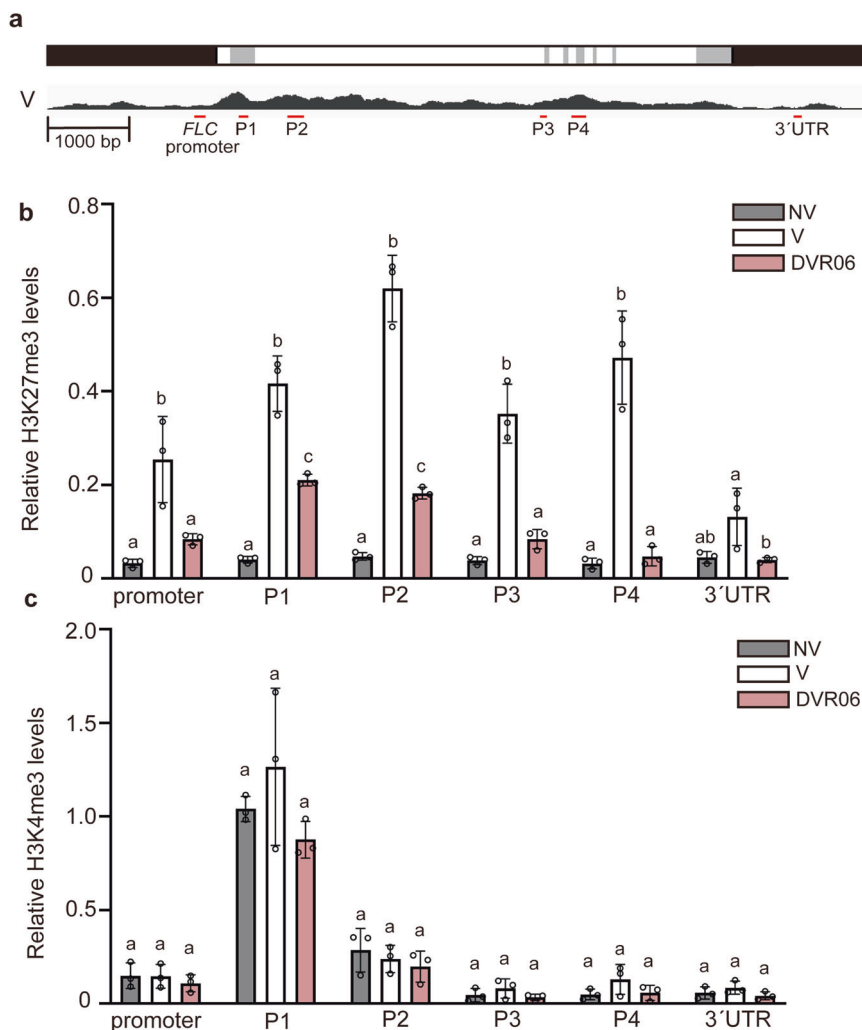 a
V
FLC P1 P2 P3 P4 3´UTR
1000 bp promoter
b
0.8 NV
V
b DVR06
b
0.6
b
b
b
0.4
b
c
c
0.2 a
a a
a a a a a ab b
0
promoter P1 P2 P3 P4 3´UTR
Relative H3K27me3 levels
c
2.0
NV
a V
DVR06
1.5
a
a
1.0
a a a
0.5
a a a a a a a a a a a a
0
promoter P1 P2 P3 P4 3´UTR
Relative H3K4me3 levels